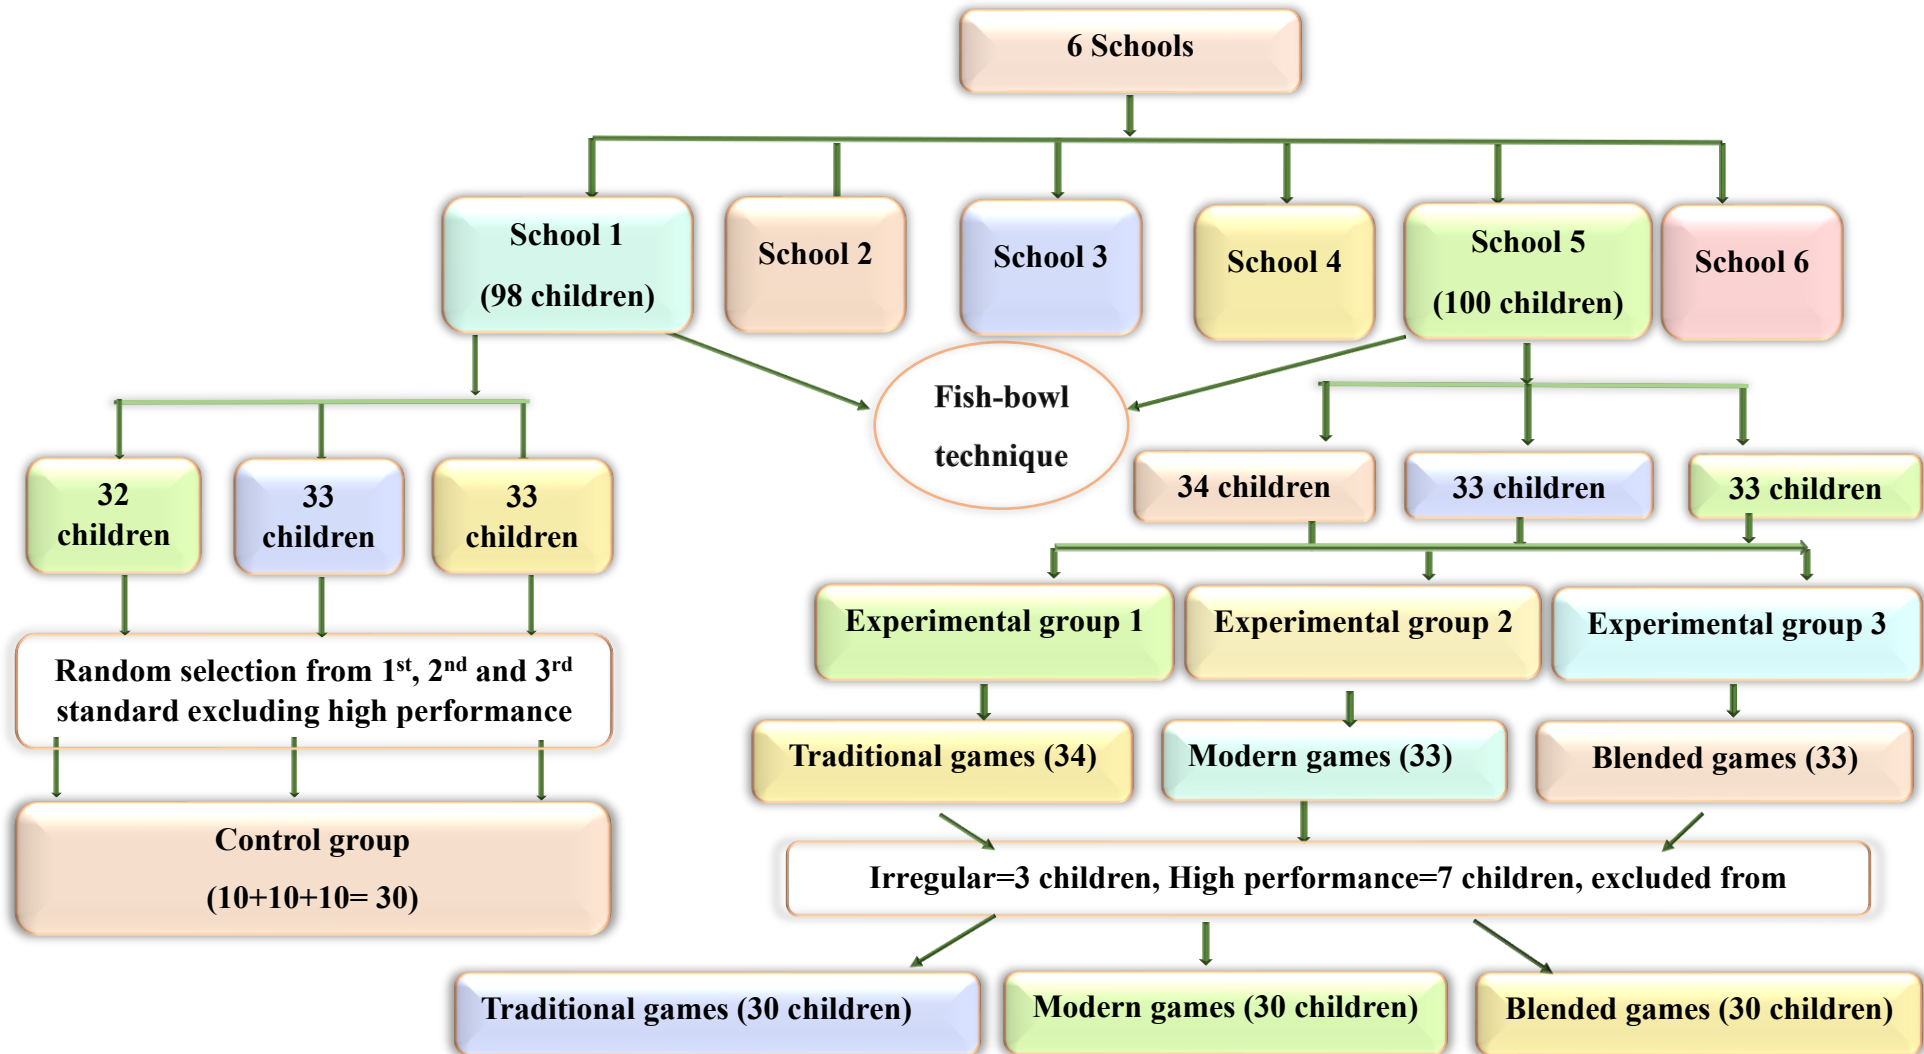 6 Schools
School 1
(98 children)
School 2
School 3
School 4
School 5
(100 children)
School 6
Fish-bowl
technique
32
children
33
children
33
children
34 children
33 children
33 children
Experimental group 1
Experimental group 2
Experimental group 3
Random selection from 1st, 2nd and 3rd
standard excluding high performance
Traditional games (34)
Modern games (33)
Blended games (33)
Control group
(10+10+10= 30)
Irregular=3 children, High performance=7 children, excluded from
Traditional games (30 children)
Modern games (30 children)
Blended games (30 children)